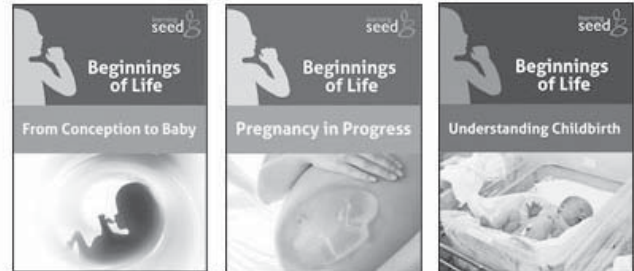 learning
seed
Beginnings
of Life
From Conception to Baby
learning
seed
Beginnings
of Life
Pregnancy in Progress
learning
seed
Beginnings
of Life
Understanding Childbirth